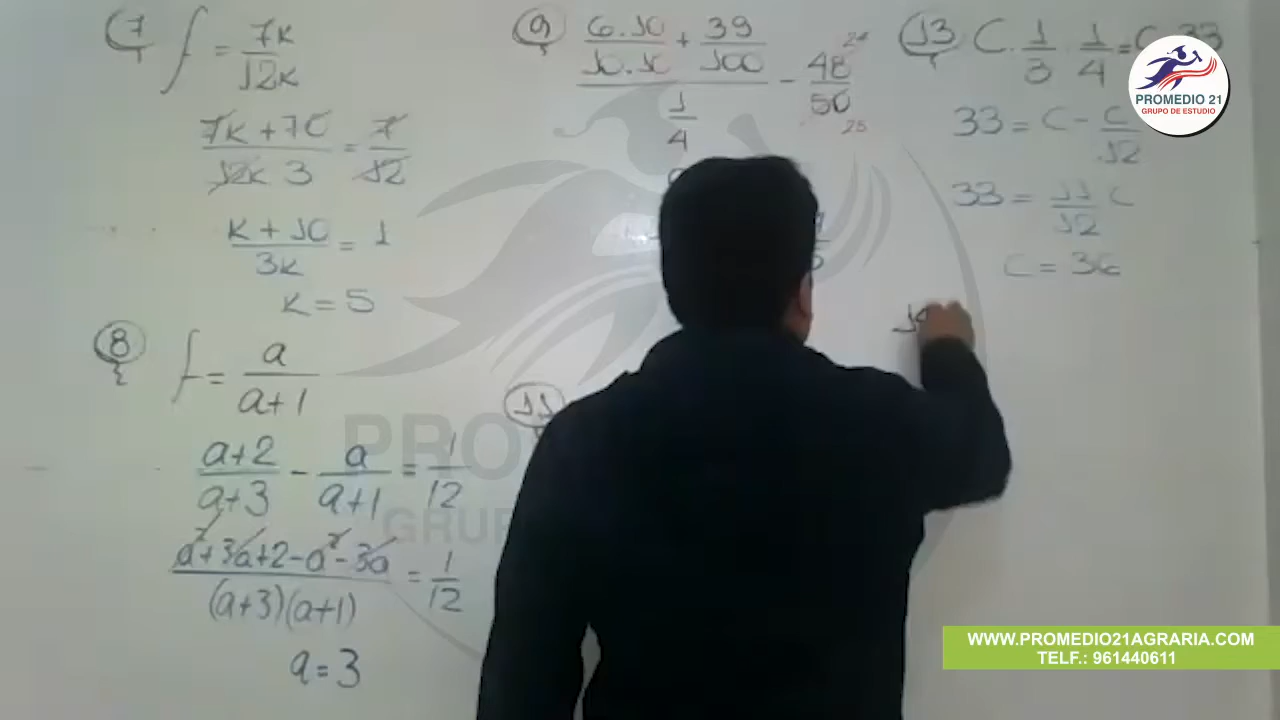 7 f = 7k/12k
7k + 70 / 12k 3 = 7/12
k + 10 / 3k = 1
k = 5
8 f = a / a+1
a+2 / a+3 - a / a+1 = 1/12
a² + 3a + 2 - a² - 3a / (a+3)(a+1) = 1/12
a = 3
9 6.10 / 10.10 + 39/100 / 1/4 - 48/50
24
25
11
13 C . 1/3 . 1/4 = C - 33
33 = C - C/12
33 = 11/12 C
C = 36
PROMEDIO 21
GRUPO DE ESTUDIO
WWW.PROMEDIO21AGRARIA.COM
TELF.: 961440611